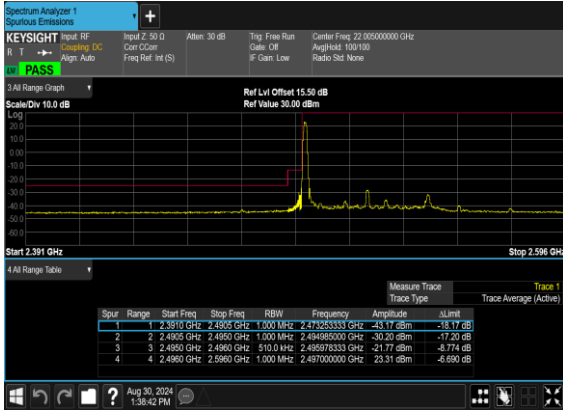 Spectrum Analyzer 1
Spurious Emissions
+
KEYSIGHT Input: RF Input Z: 50 Ω Atten: 30 dB Trig: Free Run Center Freq: 22.005000000 GHz
R T Coupling: DC Corr CCorr Gate: Off Avg|Hold: 100/100
Align: Auto Freq Ref: Int (S) IF Gain: Low Radio Std: None
PASS
3 All Range Graph
Ref Lvl Offset 15.50 dB
Scale/Div 10.0 dB Ref Value 30.00 dBm
Log
20.0
10.0
0.00
-10.0
-20.0
-30.0
-40.0
-50.0
-60.0
Start 2.391 GHz Stop 2.596 GHz
4 All Range Table
Measure Trace Trace 1
Trace Type Trace Average (Active)
Spur Range Start Freq Stop Freq RBW Frequency Amplitude ΔLimit
1 1 2.3910 GHz 2.4905 GHz 1.000 MHz 2.473253333 GHz -43.17 dBm -18.17 dB
2 2 2.4905 GHz 2.4950 GHz 1.000 MHz 2.494985000 GHz -30.20 dBm -17.20 dB
3 3 2.4950 GHz 2.4960 GHz 510.0 kHz 2.495978333 GHz -21.77 dBm -8.774 dB
4 4 2.4960 GHz 2.5960 GHz 1.000 MHz 2.497000000 GHz 23.31 dBm -6.690 dB
?
Aug 30, 2024
1:38:42 PM